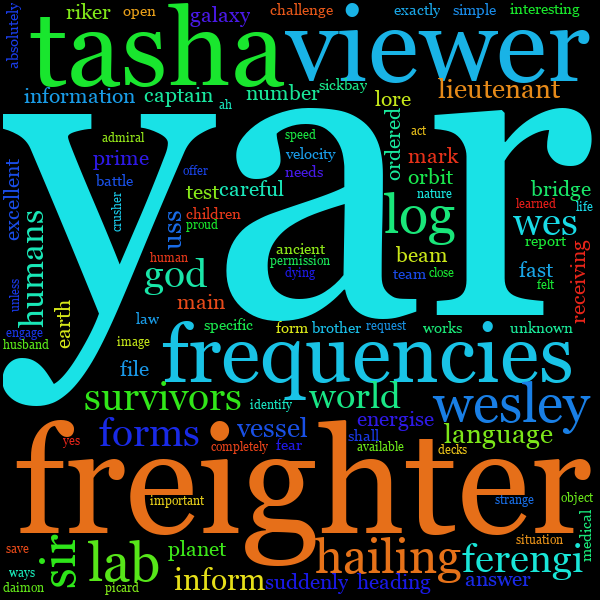 absolutely
riker
open
galaxy
challenge
exactly
simple
interesting
tasha
viewer
information
captain
ah
number
sickbay
lore
lieutenant
yar
admiral
speed
act
prime
velocity
ordered
mark
battle
offer
needs
orbit
excellent
crusher
test
careful
nature
learned
life
bridge
uss
children
proud
log
wes
humans
ancient
report
human
god
permission
beam
team
close
fast
receiving
unless
earth
dying
felt
main
engage
law
specific
form
brother
request
works
unknown
husband
image
frequencies
file
survivors
identify
world
wesley
forms
vessel
energise
language
yes
completely
fear
shall
available
decks
freighter
important
strange
object
sir
lab
planet
hailing
ferengi
situation
medical
save
ways
inform
suddenly
heading
answer
daimon
picard